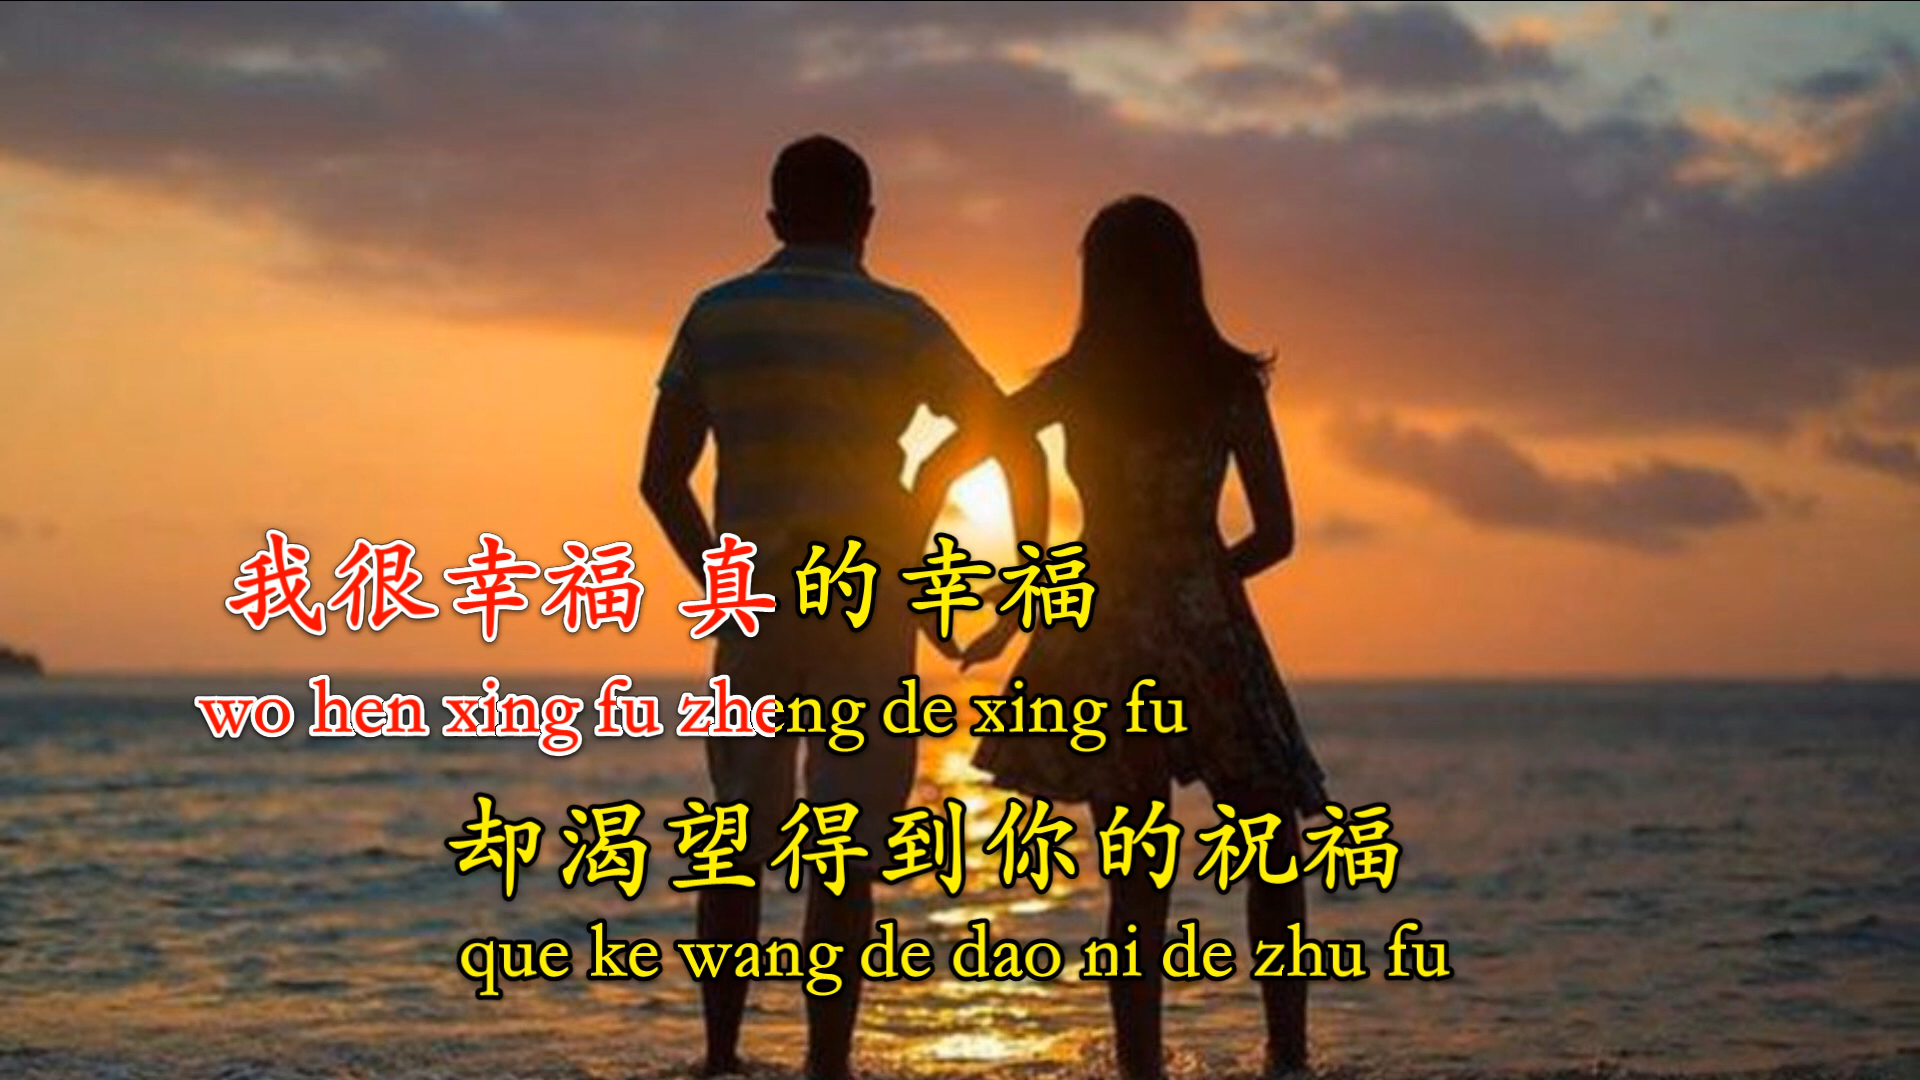 我很幸福 真的幸福
wo hen xing fu zheng de xing fu
却渴望得到你的祝福
que ke wang de dao ni de zhu fu